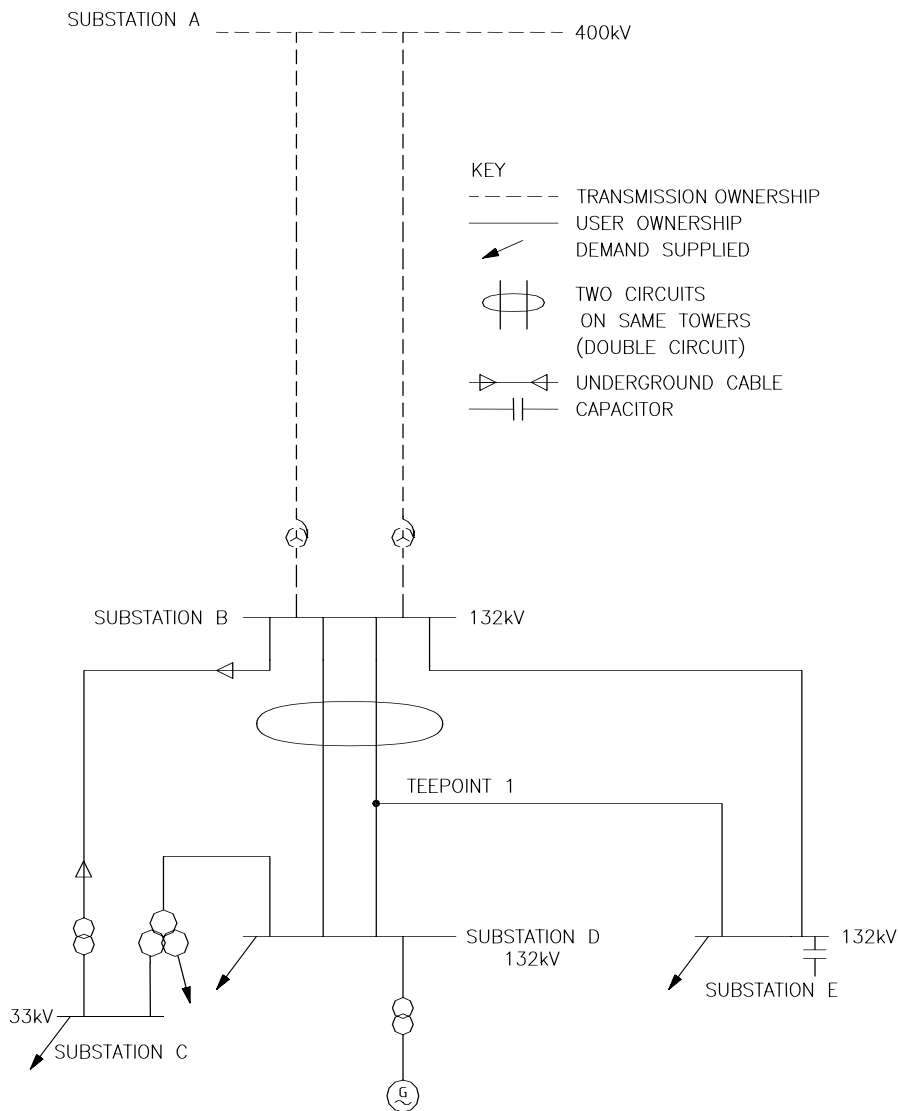 SUBSTATION A
400kV
KEY
TRANSMISSION OWNERSHIP
USER OWNERSHIP
DEMAND SUPPLIED
TWO CIRCUITS
ON SAME TOWERS
(DOUBLE CIRCUIT)
UNDERGROUND CABLE
CAPACITOR
SUBSTATION B
132kV
TEEPOINT 1
SUBSTATION D
132kV
132kV
SUBSTATION E
33kV
SUBSTATION C
G